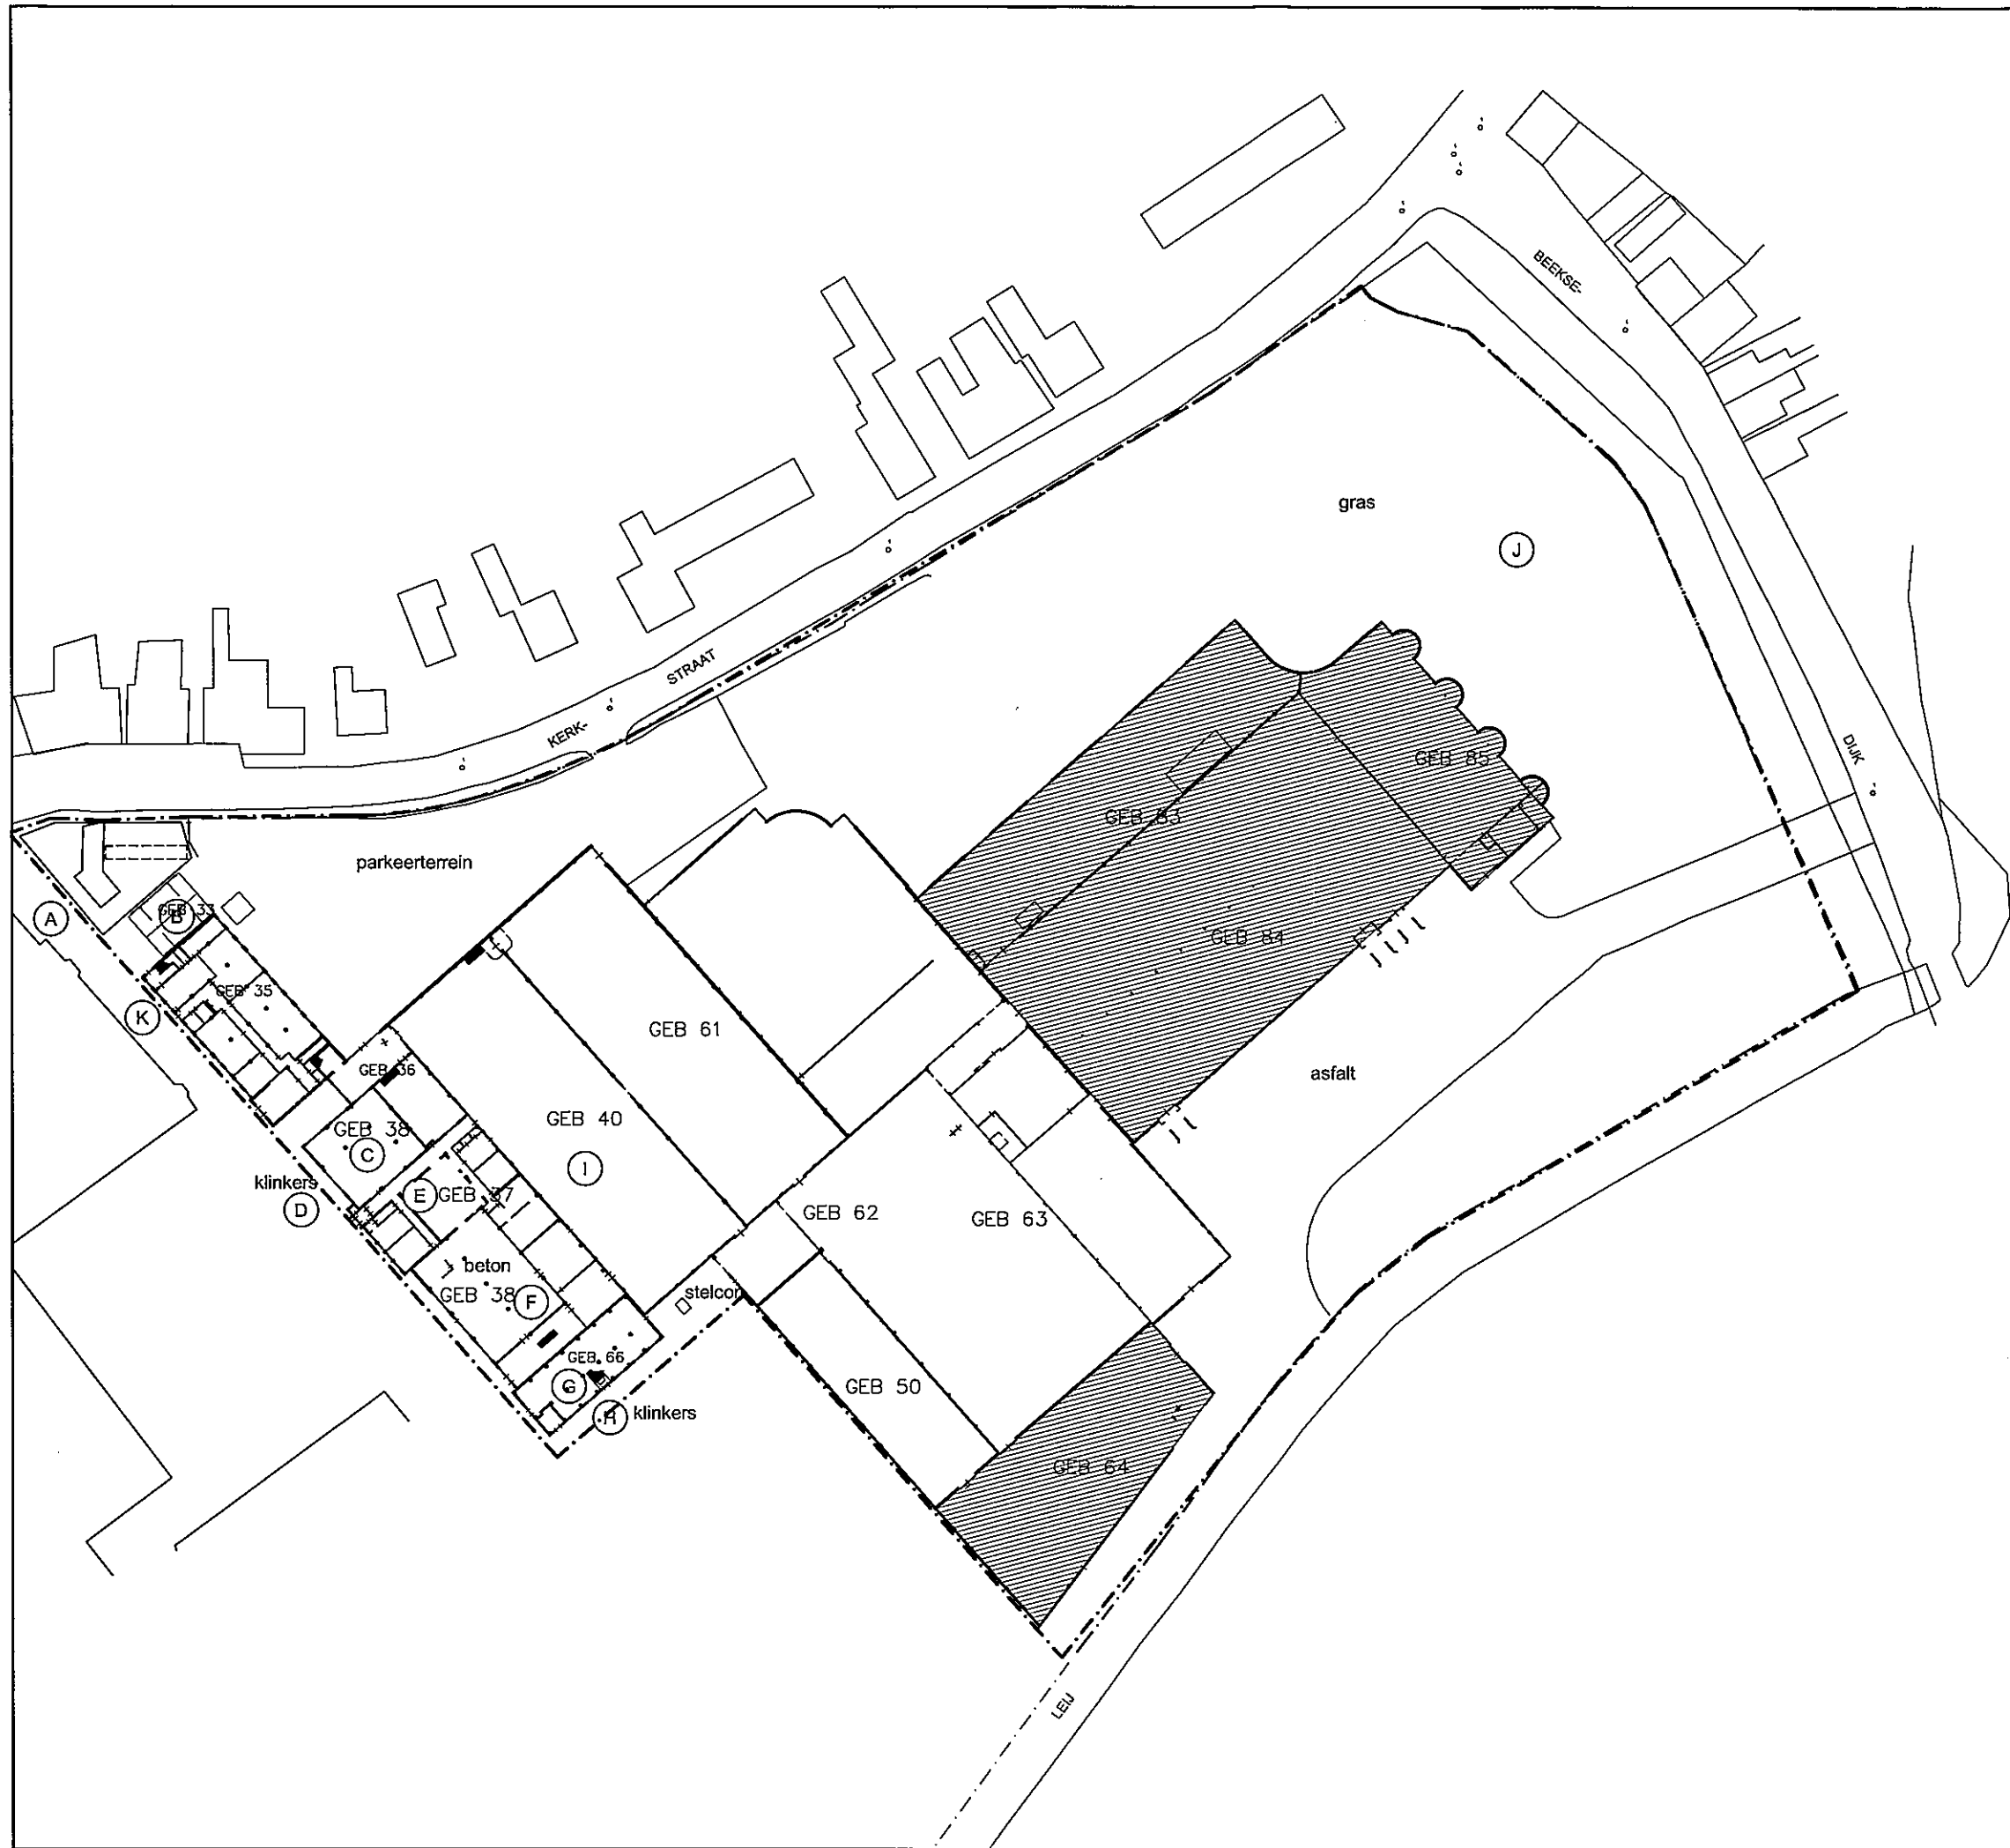 BEEKSE-
gras
J
STRAAT
KERK-
DIJK
GEB 85
GEB 83
parkeerterrein
A
GEB 33
B
GEB 84
GEB 35
K
GEB 61
GEB 36
asfalt
GEB 40
GEB 38
C
I
klinkers
D
E
GEB 37
GEB 62
GEB 63
beton
GEB 38
F
stelcon
GEB 66
G
GEB 50
H
klinkers
GEB 64
LEIJ